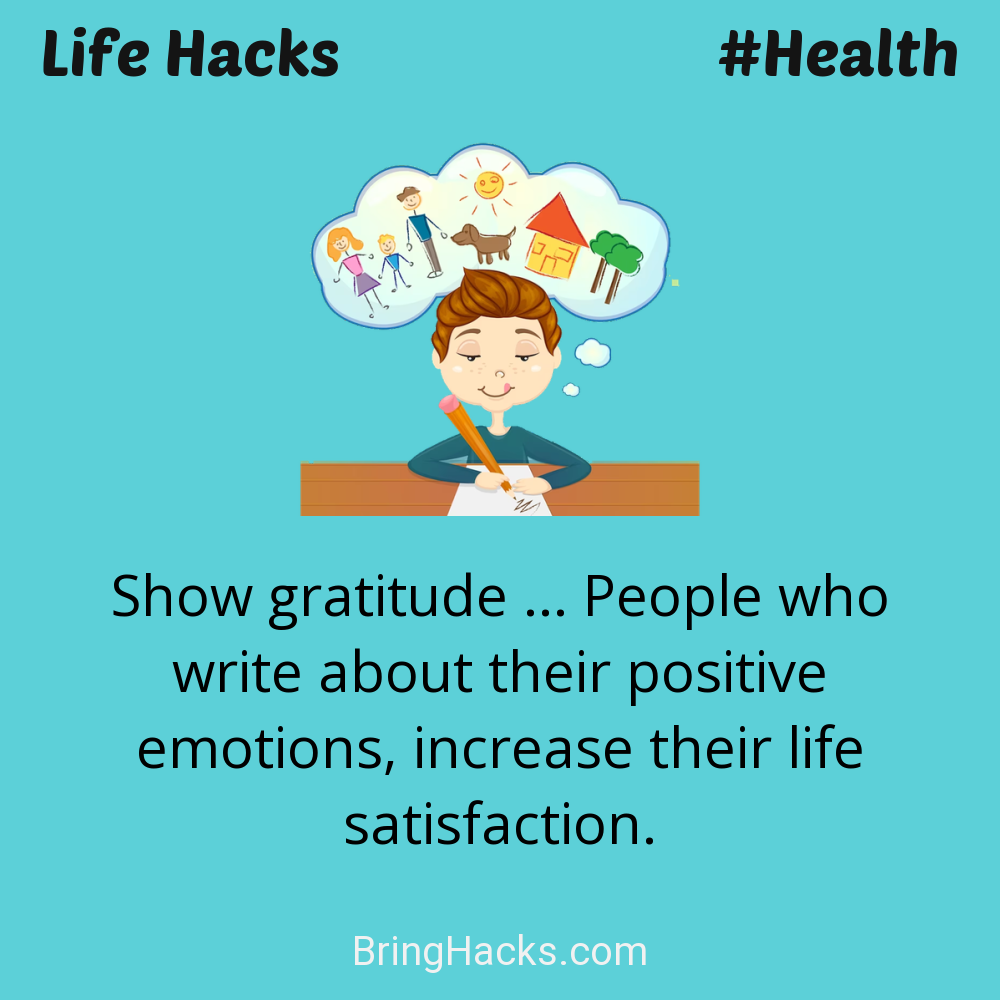 Life Hacks
#Health
Show gratitude ... People who
write about their positive
emotions, increase their life
satisfaction.
BringHacks.com